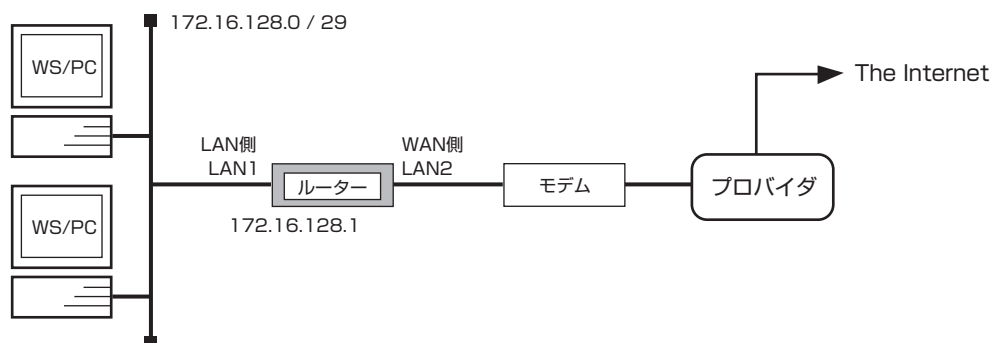 172.16.128.0 / 29
WS/PC
The Internet
LAN側
LAN1
WAN側
LAN2
ルーター
モデム
プロバイダ
172.16.128.1
WS/PC